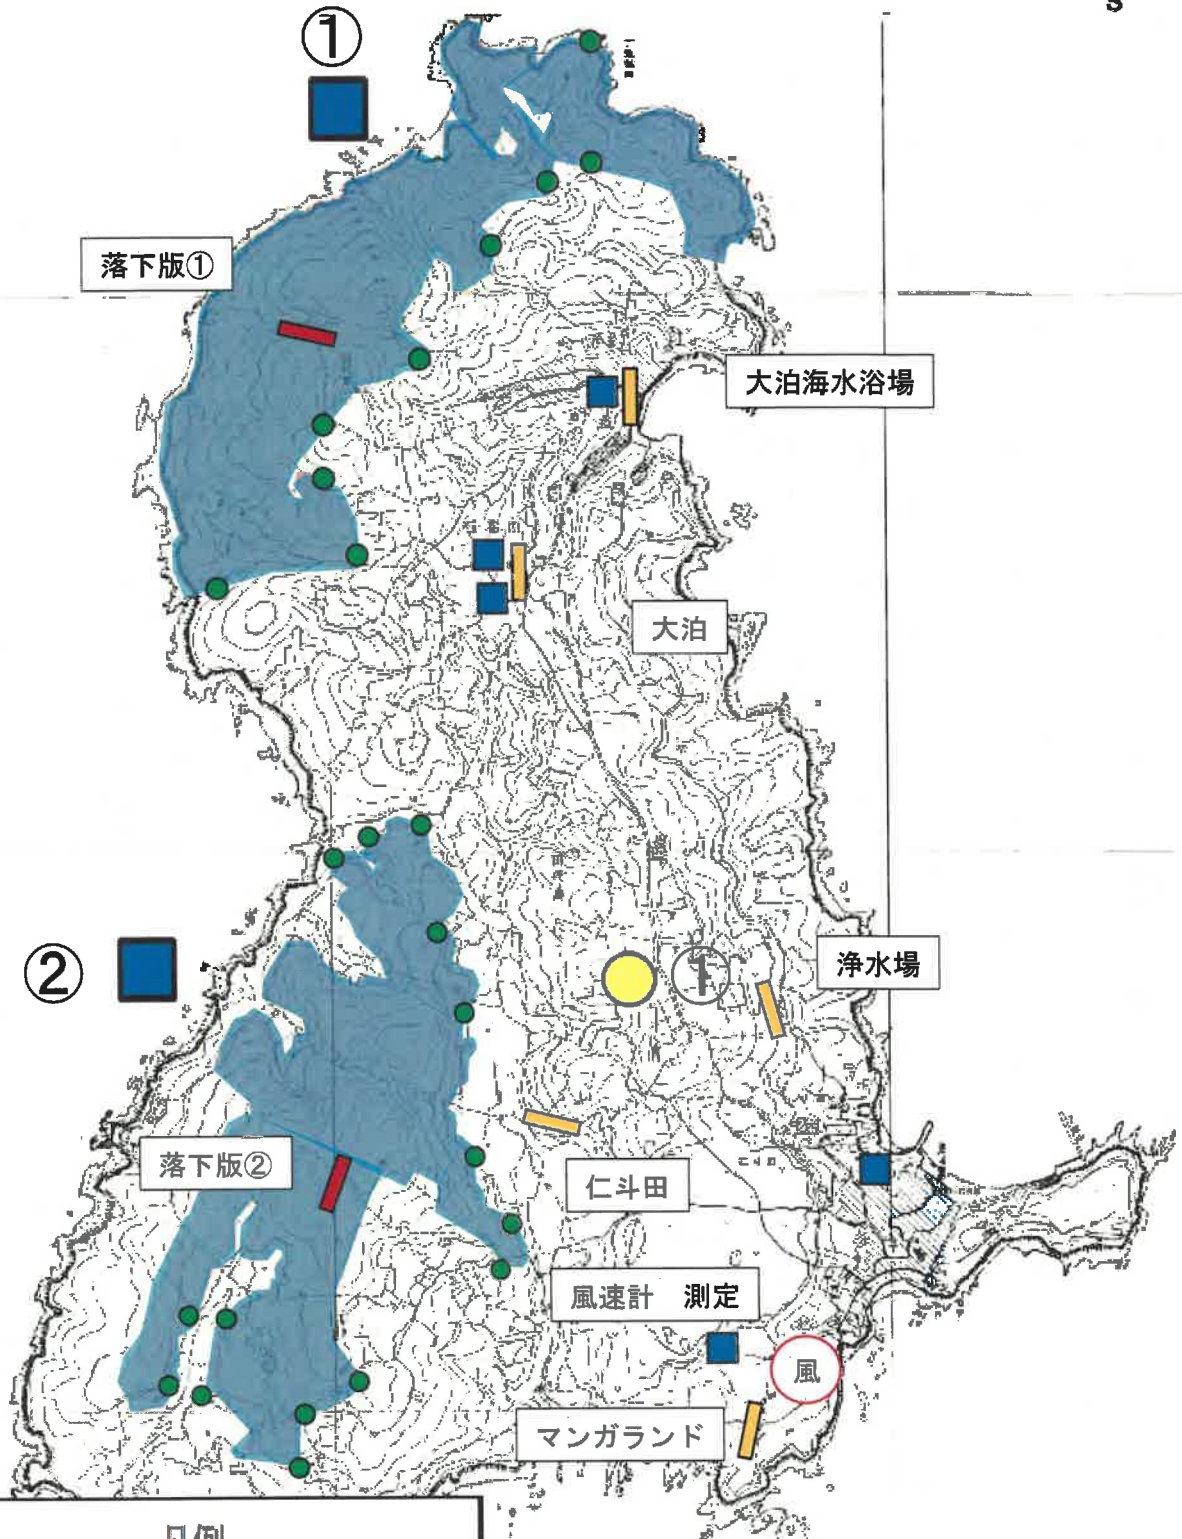 S
①
落下版①
大泊海水浴場
大泊
②
①
浄水場
落下版②
仁斗田
風速計 測定
風
マンガランド
凡例